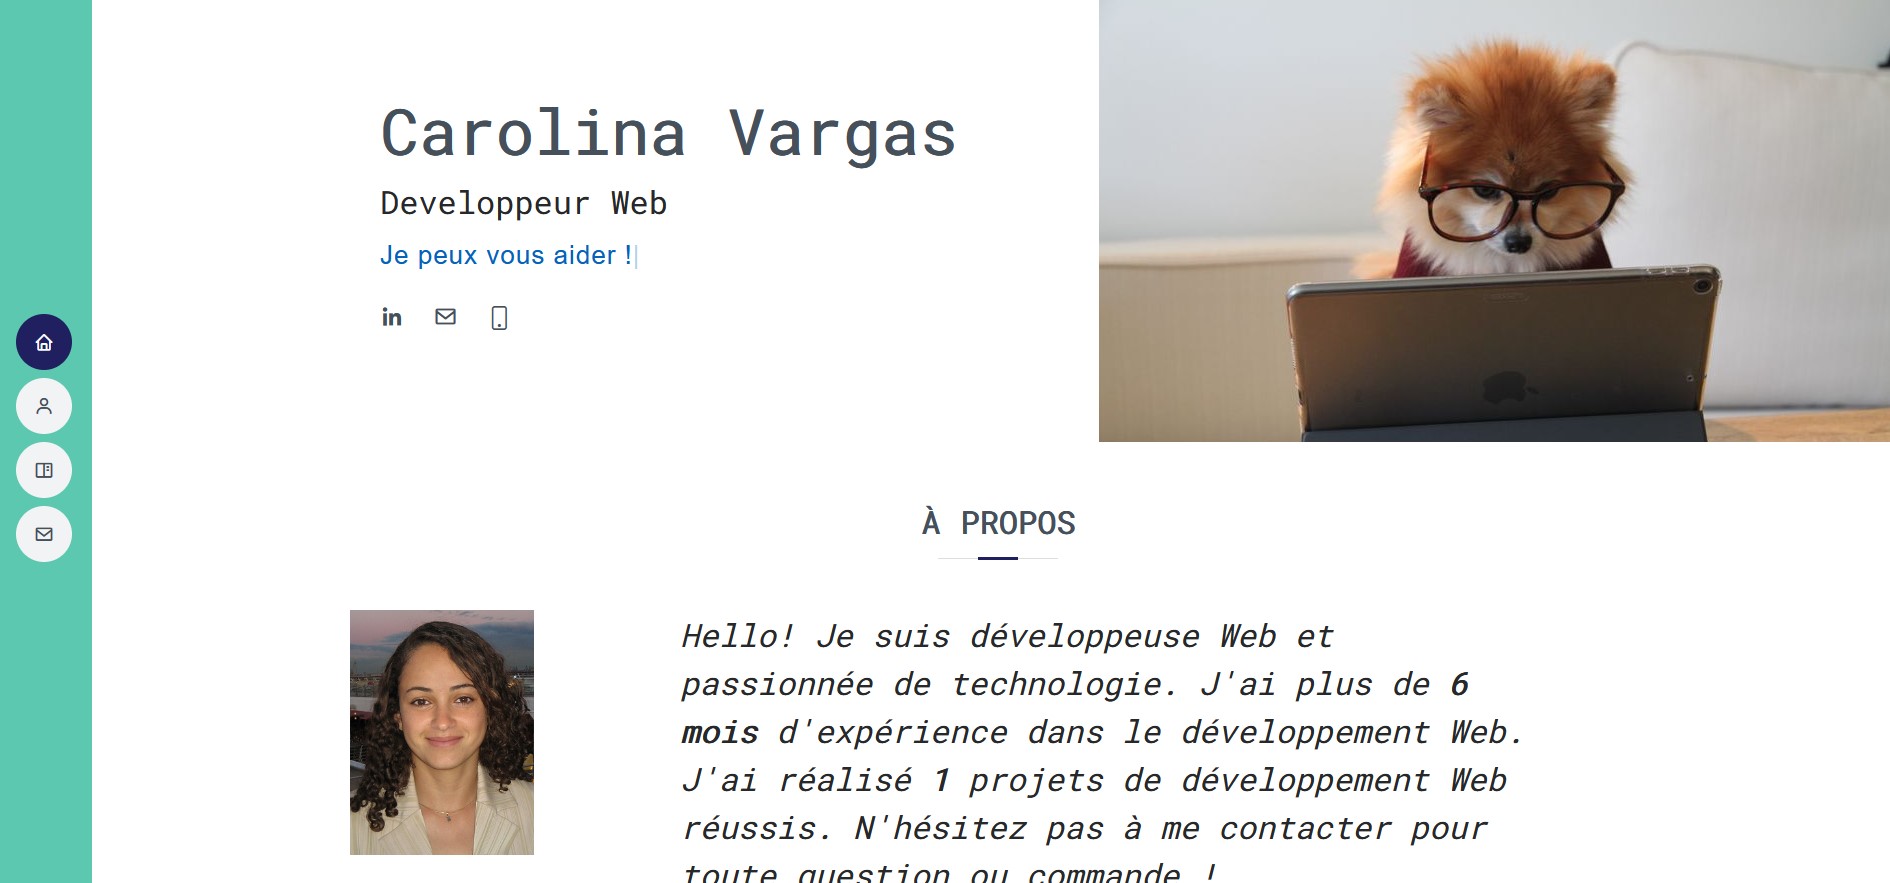 Carolina Vargas
Developpeur Web
Je peux vous aider !
in
À PROPOS
Hello! Je suis développeuse Web et
passionnée de technologie. J'ai plus de 6
mois d'expérience dans le développement Web.
J'ai réalisé 1 projets de développement Web
réussis. N'hésitez pas à me contacter pour
toute question ou commande !